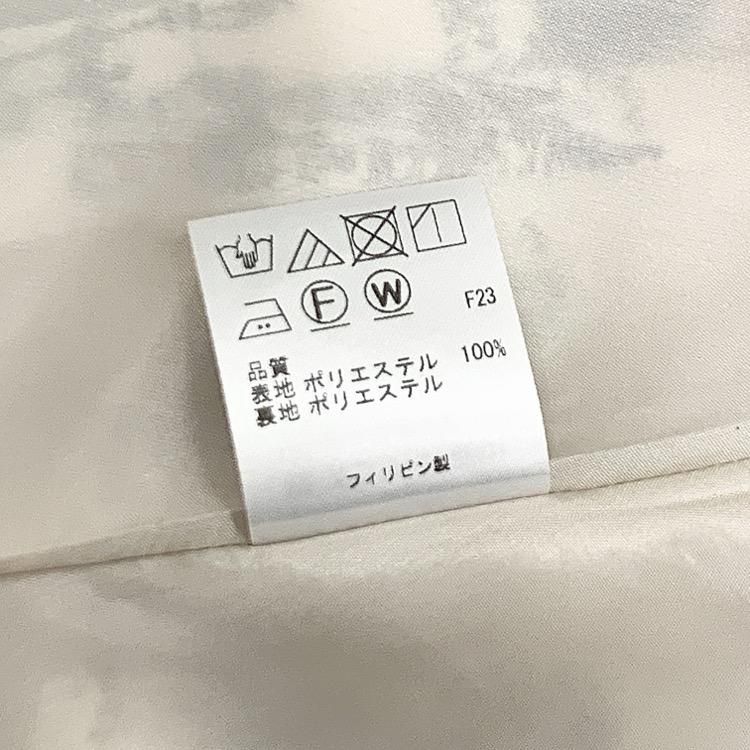 F W F23
品質
表地 ポリエステル 100%
裏地 ポリエステル
フィリピン製